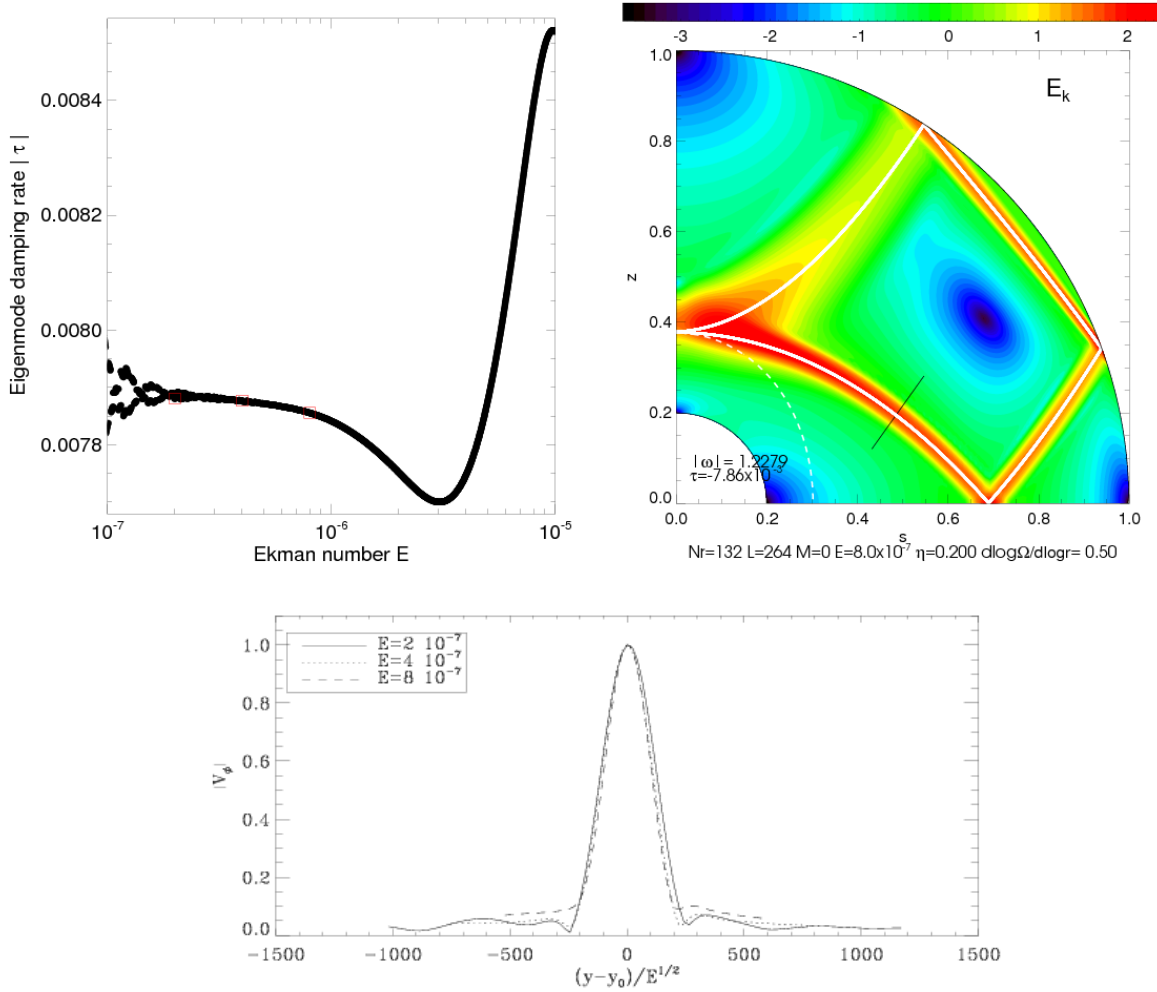 Eigenmode damping rate | τ |
0.0084
0.0082
0.0080
0.0078
10⁻⁷
10⁻⁶
10⁻⁵
Ekman number E
-3 -2 -1 0 1 2
E_k
z
1.0
0.8
0.6
0.4
0.2
0.0
|ω|= 1.2279
τ=-7.86x10⁻³
0.0 0.2 0.4 0.6 0.8 1.0
s
Nr=132 L=264 M=0 E=8.0x10⁻⁷ η=0.200 dlogΩ/dlogr= 0.50
|V_ϕ|
1.0
0.8
0.6
0.4
0.2
0.0
E=2 10⁻⁷
E=4 10⁻⁷
E=8 10⁻⁷
-1500 -1000 -500 0 500 1000 1500
(y-y₀)/E^{1/2}